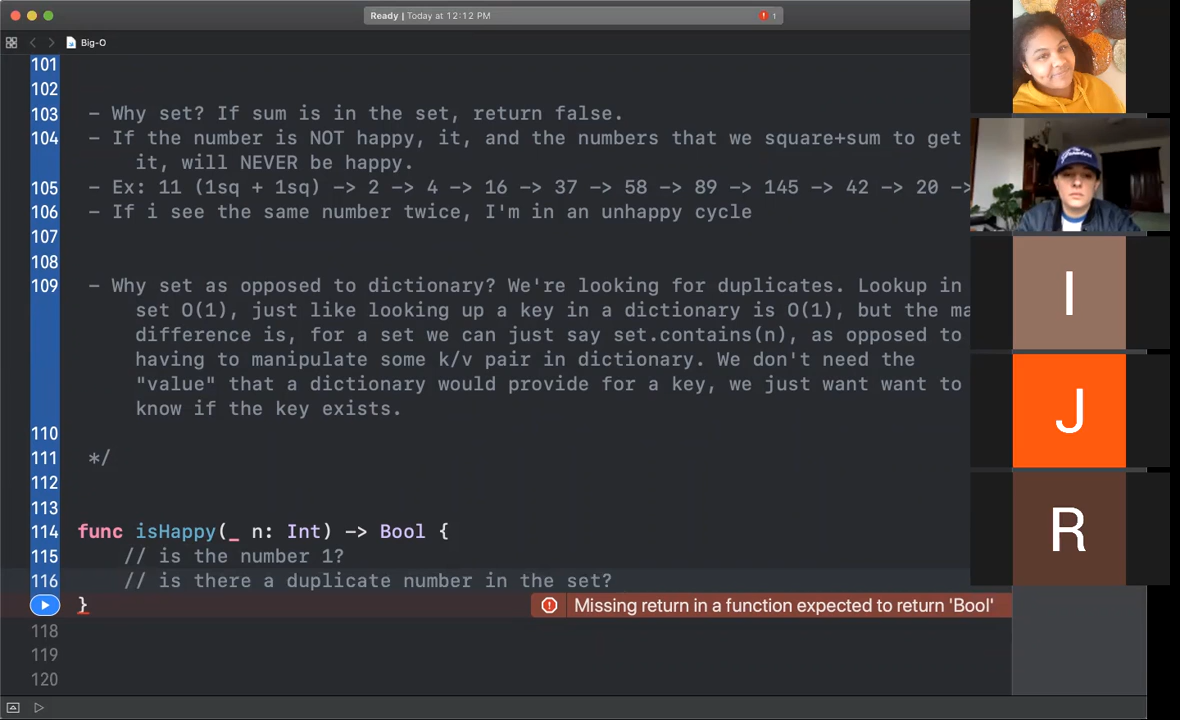 Ready | Today at 12:12 PM
1
Big-O
101
102
103 - Why set? If sum is in the set, return false.
104 - If the number is NOT happy, it, and the numbers that we square+sum to get
it, will NEVER be happy.
105 - Ex: 11 (1sq + 1sq) -> 2 -> 4 -> 16 -> 37 -> 58 -> 89 -> 145 -> 42 -> 20 ->
106 - If i see the same number twice, I'm in an unhappy cycle
107
108
109 - Why set as opposed to dictionary? We're looking for duplicates. Lookup in
set O(1), just like looking up a key in a dictionary is O(1), but the ma
difference is, for a set we can just say set.contains(n), as opposed to
having to manipulate some k/v pair in dictionary. We don't need the
"value" that a dictionary would provide for a key, we just want want to
know if the key exists.
110
111 */
112
113
114 func isHappy(_ n: Int) -> Bool {
115 // is the number 1?
116 // is there a duplicate number in the set?
} Missing return in a function expected to return 'Bool'
118
119
120
I
J
R